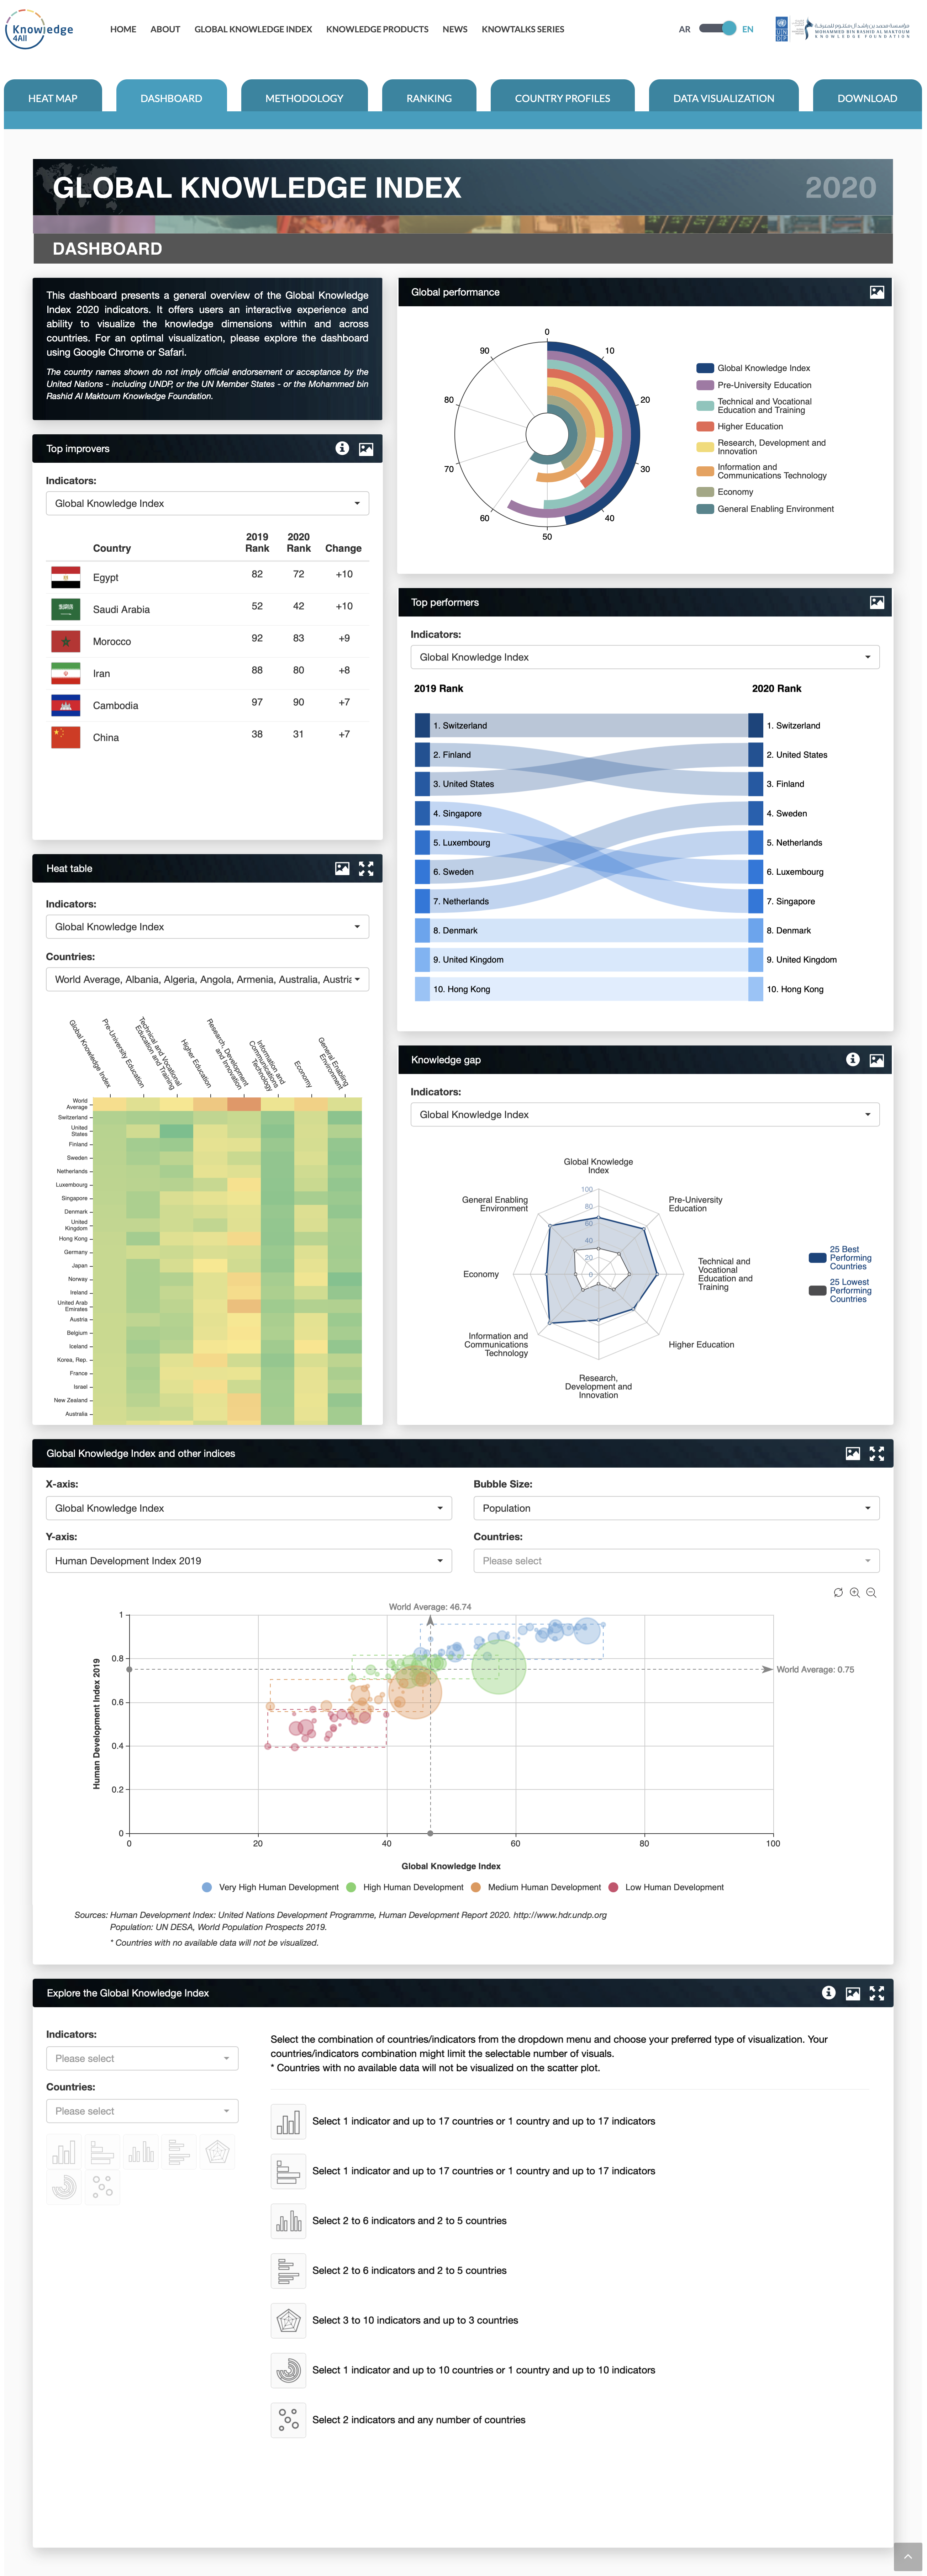 Knowledge
4All
HOME
ABOUT
GLOBAL KNOWLEDGE INDEX
KNOWLEDGE PRODUCTS
NEWS
KNOWTALKS SERIES
AR
EN
مؤسسة محمد بن راشد آل مكتوم للمعرفة
MOHAMMED BIN RASHID AL MAKTOUM
KNOWLEDGE FOUNDATION
HEAT MAP
DASHBOARD
METHODOLOGY
RANKING
COUNTRY PROFILES
DATA VISUALIZATION
DOWNLOAD
GLOBAL KNOWLEDGE INDEX
2020
DASHBOARD
This dashboard presents a general overview of the Global Knowledge
Index 2020 indicators. It offers users an interactive experience and
ability to visualize the knowledge dimensions within and across
countries. For an optimal visualization, please explore the dashboard
using Google Chrome or Safari.
The country names shown do not imply official endorsement or acceptance by the
United Nations - including UNDP, or the UN Member States - or the Mohammed bin
Rashid Al Maktoum Knowledge Foundation.
Top improvers
Indicators:
Global Knowledge Index
Country
2019
Rank
2020
Rank
Change
Egypt 82 72 +10
Saudi Arabia 52 42 +10
Morocco 92 83 +9
Iran 88 80 +8
Cambodia 97 90 +7
China 38 31 +7
Global performance
0
10
20
30
40
50
60
70
80
90
Global Knowledge Index
Pre-University Education
Technical and Vocational
Education and Training
Higher Education
Research, Development and
Innovation
Information and
Communications Technology
Economy
General Enabling Environment
Top performers
Indicators:
Global Knowledge Index
2019 Rank
2020 Rank
1. Switzerland
2. Finland
3. United States
4. Singapore
5. Luxembourg
6. Sweden
7. Netherlands
8. Denmark
9. United Kingdom
10. Hong Kong
1. Switzerland
2. United States
3. Finland
4. Sweden
5. Netherlands
6. Luxembourg
7. Singapore
8. Denmark
9. United Kingdom
10. Hong Kong
Heat table
Indicators:
Global Knowledge Index
Countries:
World Average, Albania, Algeria, Angola, Armenia, Australia, Austria
Global Knowledge Index
Pre-University Education
Technical and Vocational
Education and Training
Higher Education
Research, Development
and Innovation
Information and
Communications
Technology
Economy
General Enabling
Environment
World
Average
Switzerland
United
States
Finland
Sweden
Netherlands
Luxembourg
Singapore
Denmark
United
Kingdom
Hong Kong
Germany
Japan
Norway
Ireland
United Arab
Emirates
Austria
Belgium
Iceland
Korea, Rep.
France
Israel
New Zealand
Australia
Knowledge gap
Indicators:
Global Knowledge Index
Global Knowledge
Index
Pre-University
Education
Technical and
Vocational
Education and
Training
Higher Education
Research,
Development and
Innovation
Information and
Communications
Technology
Economy
General Enabling
Environment
100
80
60
40
20
0
25 Best
Performing
Countries
25 Lowest
Performing
Countries
Global Knowledge Index and other indices
X-axis:
Global Knowledge Index
Bubble Size:
Population
Y-axis:
Human Development Index 2019
Countries:
Please select
World Average: 46.74
World Average: 0.75
Human Development Index 2019
1
0.8
0.6
0.4
0.2
0
0
20
40
60
80
100
Global Knowledge Index
Very High Human Development
High Human Development
Medium Human Development
Low Human Development
Sources: Human Development Index: United Nations Development Programme, Human Development Report 2020. http://www.hdr.undp.org
Population: UN DESA, World Population Prospects 2019.
* Countries with no available data will not be visualized.
Explore the Global Knowledge Index
Indicators:
Please select
Countries:
Please select
Select the combination of countries/indicators from the dropdown menu and choose your preferred type of visualization. Your
countries/indicators combination might limit the selectable number of visuals.
* Countries with no available data will not be visualized on the scatter plot.
Select 1 indicator and up to 17 countries or 1 country and up to 17 indicators
Select 1 indicator and up to 17 countries or 1 country and up to 17 indicators
Select 2 to 6 indicators and 2 to 5 countries
Select 2 to 6 indicators and 2 to 5 countries
Select 3 to 10 indicators and up to 3 countries
Select 1 indicator and up to 10 countries or 1 country and up to 10 indicators
Select 2 indicators and any number of countries